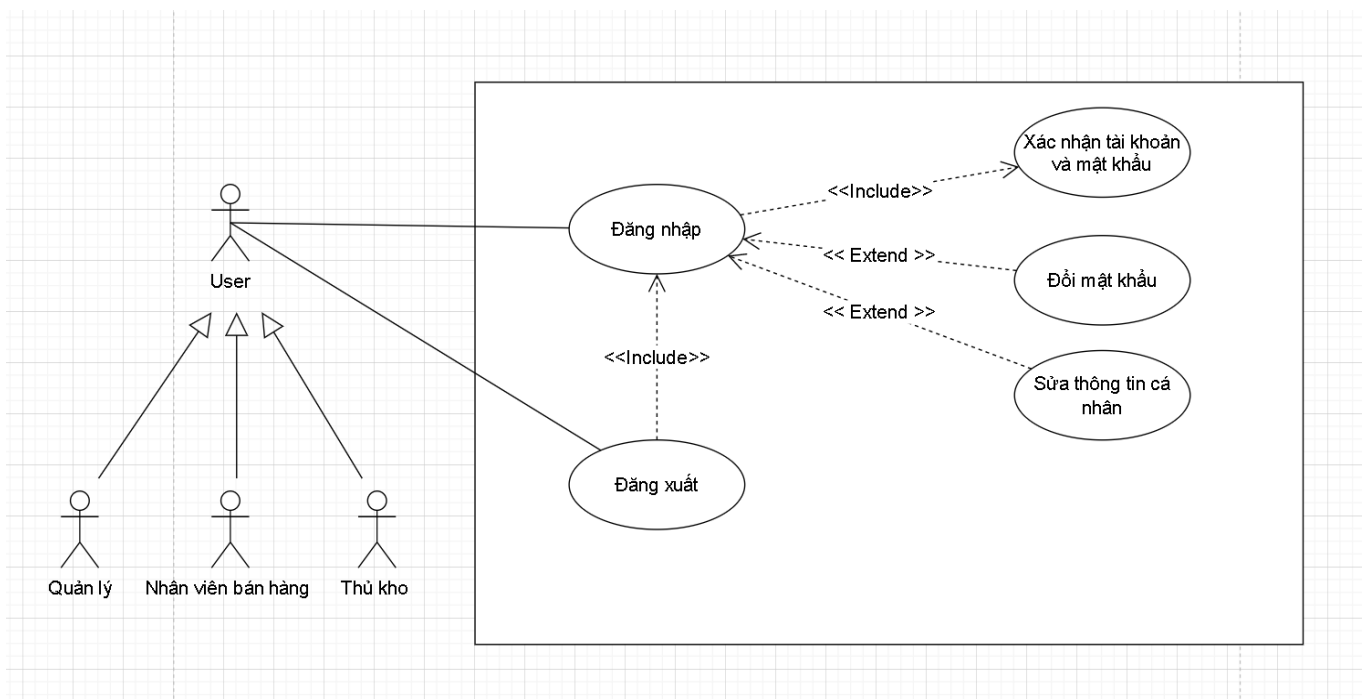 Xác nhận tài khoản
và mật khẩu
<<Include>>
Đăng nhập
<< Extend >>
User
Đổi mật khẩu
<< Extend >>
<<Include>>
Sửa thông tin cá
nhân
Đăng xuất
Quản lý
Nhân viên bán hàng
Thủ kho